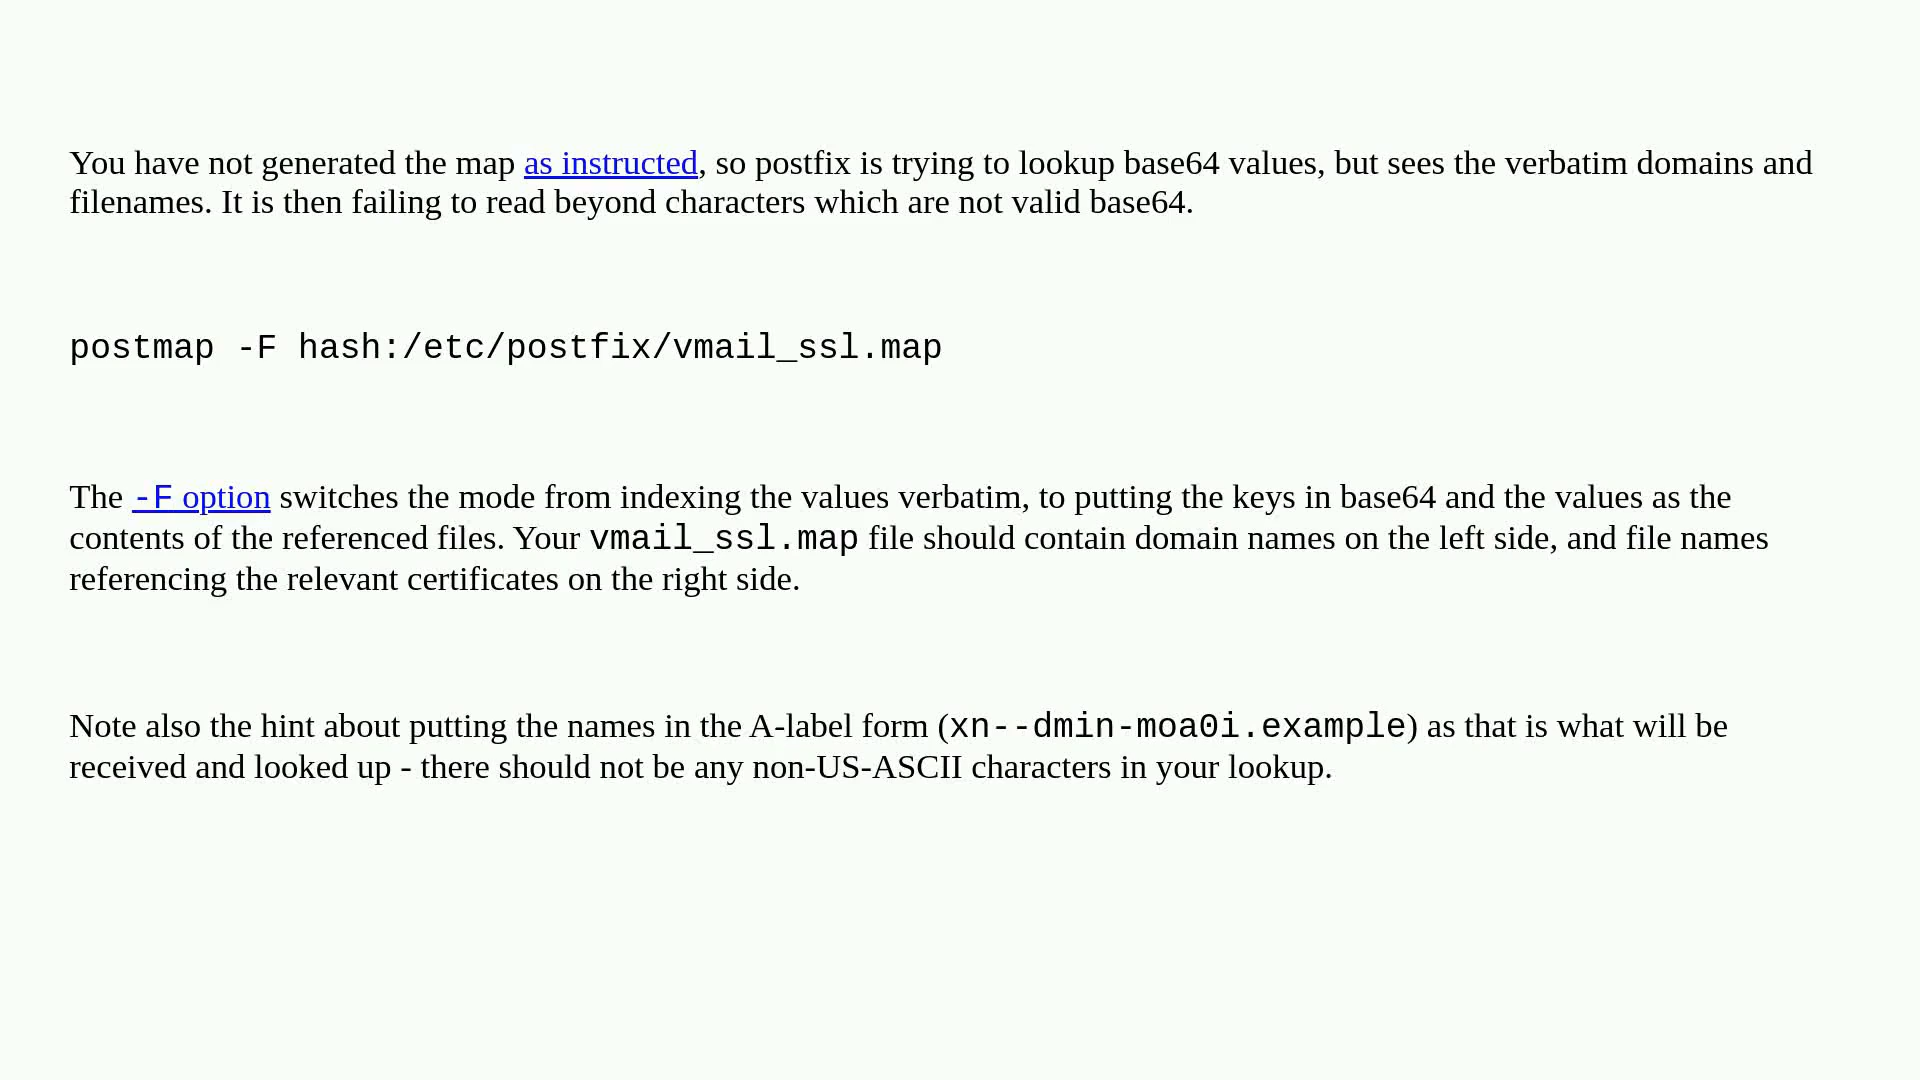 You have not generated the map as instructed, so postfix is trying to lookup base64 values, but sees the verbatim domains and
filenames. It is then failing to read beyond characters which are not valid base64.
postmap -F hash:/etc/postfix/vmail_ssl.map
The -F option switches the mode from indexing the values verbatim, to putting the keys in base64 and the values as the
contents of the referenced files. Your vmail_ssl.map file should contain domain names on the left side, and file names
referencing the relevant certificates on the right side.
Note also the hint about putting the names in the A-label form (xn--dmin-moa0i.example) as that is what will be
received and looked up - there should not be any non-US-ASCII characters in your lookup.